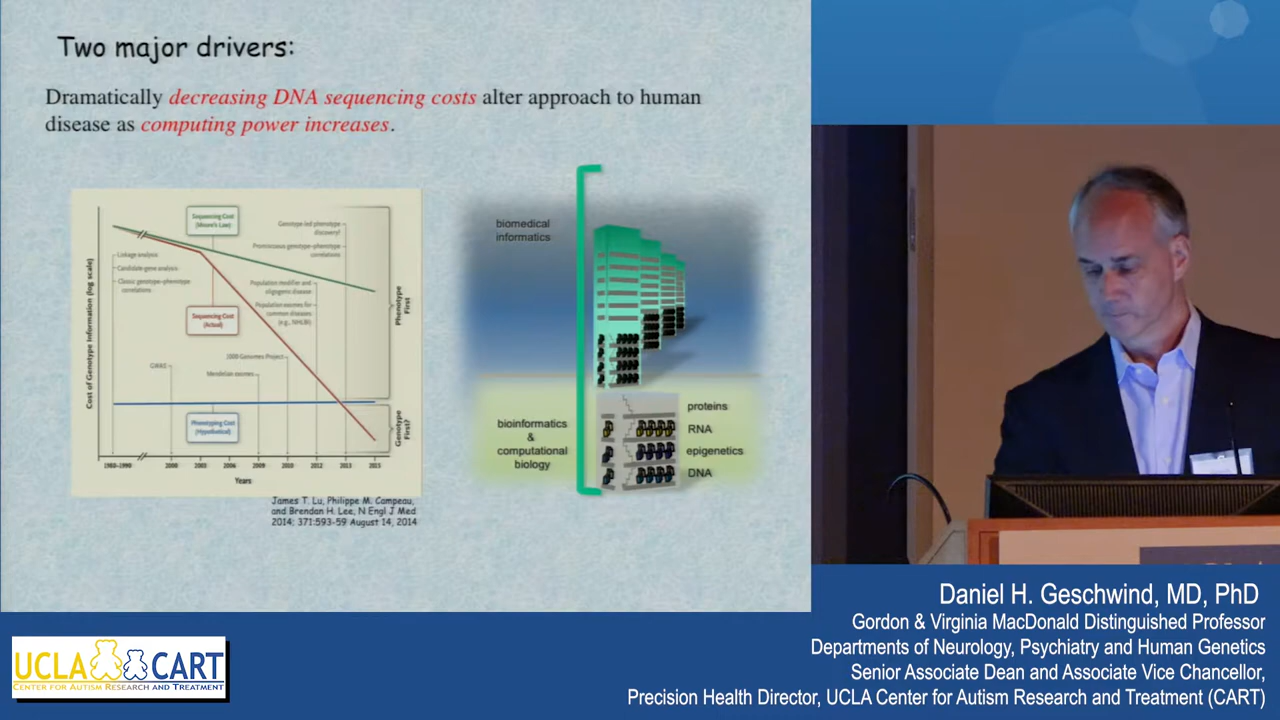 Two major drivers:
Dramatically decreasing DNA sequencing costs alter approach to human
disease as computing power increases.
Cost of Genotype Information (log scale)
Sequencing Cost
(Moore's Law)
Linkage analysis
Candidate-gene analysis
Classic genotype–phenotype
correlations
Sequencing Cost
(Actual)
Genotype-led phenotype
discovery?
Promiscuous genotype–phenotype
correlations
Population modifier and
oligogenic disease
Population exomes for
common diseases
(e.g., NHLBI)
1000 Genomes Project
GWAS
Mendelian exomes
Phenotyping Cost
(Hypothetical)
Phenotype
First
Genotype
First?
1980–1990
2000
2003
2006
2009
2010
2012
2013
2015
Years
James T. Lu, Philippe M. Campeau,
and Brendan H. Lee, N Engl J Med
2014; 371:593-59 August 14, 2014
biomedical
informatics
bioinformatics
&
computational
biology
proteins
RNA
epigenetics
DNA
UCLA CART
CENTER FOR AUTISM RESEARCH AND TREATMENT
Daniel H. Geschwind, MD, PhD
Gordon & Virginia MacDonald Distinguished Professor
Departments of Neurology, Psychiatry and Human Genetics
Senior Associate Dean and Associate Vice Chancellor,
Precision Health Director, UCLA Center for Autism Research and Treatment (CART)